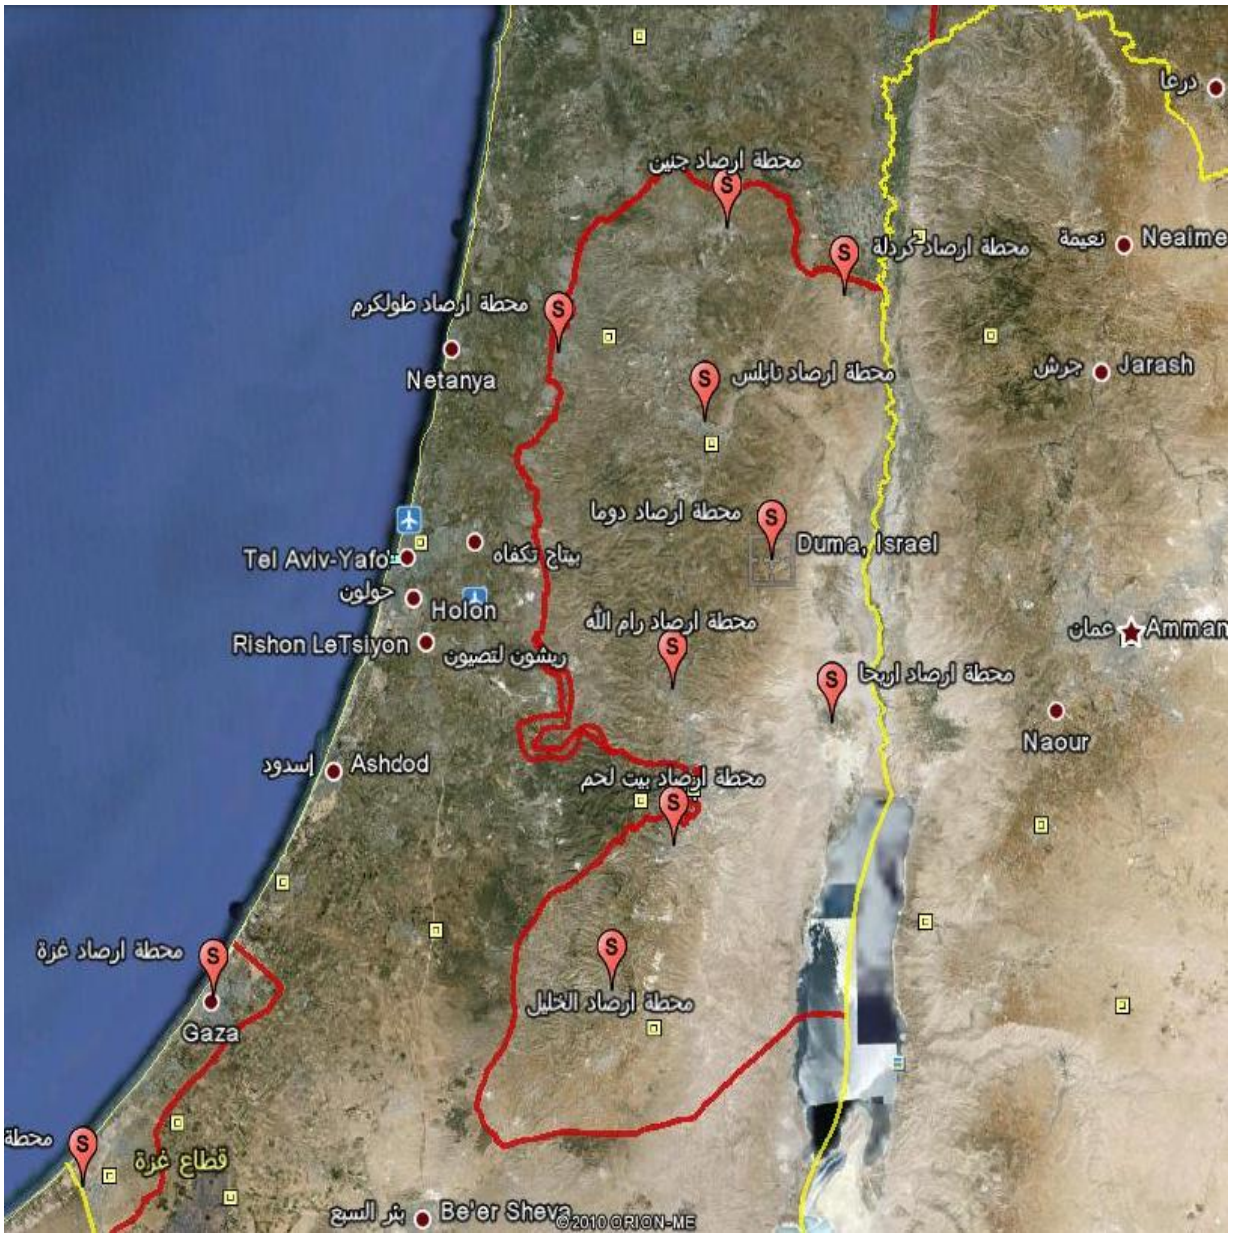 درعا
محطة ارصاد جنين
نعيمة
Neaime
محطة ارصاد كردلة
محطة ارصاد طولكرم
Netanya
جرش
Jarash
محطة ارصاد نابلس
محطة ارصاد دوما
Duma, Israel
بيتاح تكفاه
Tel Aviv-Yafo
حولون
Holon
محطة ارصاد رام الله
عمان
Amman
Rishon LeTsiyon
ريشون لتصيون
محطة ارصاد اريحا
Naour
إسدود
Ashdod
محطة ارصاد بيت لحم
محطة ارصاد غزة
محطة ارصاد الخليل
Gaza
محطة
قطاع غزة
بئر السبع
Be'er Sheva
©2010 ORION-ME
S
S
S
S
S
S
S
S
S
S
S